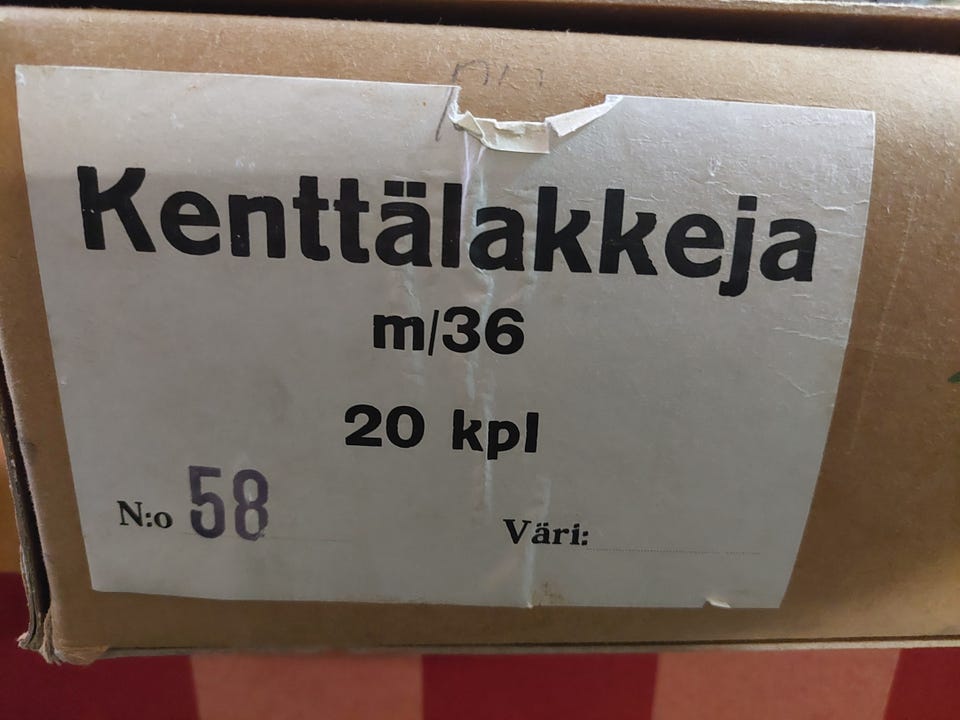 Kenttälakkeja
m/36
20 kpl
N:o 58
Väri: